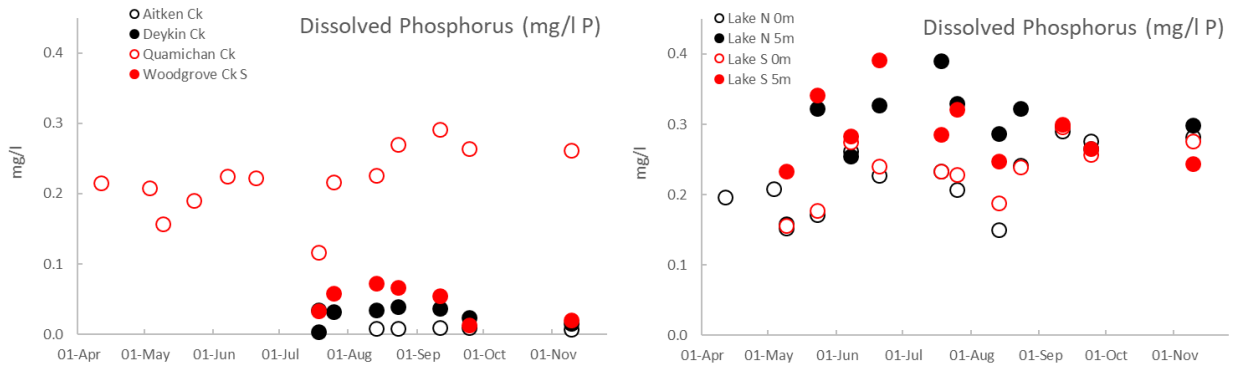 Dissolved Phosphorus (mg/l P)
Aitken Ck
Deykin Ck
Quamichan Ck
Woodgrove Ck S
mg/l
0.4
0.3
0.2
0.1
0.0
01-Apr 01-May 01-Jun 01-Jul 01-Aug 01-Sep 01-Oct 01-Nov
Dissolved Phosphorus (mg/l P)
Lake N 0m
Lake N 5m
Lake S 0m
Lake S 5m
mg/l
0.4
0.3
0.2
0.1
0.0
01-Apr 01-May 01-Jun 01-Jul 01-Aug 01-Sep 01-Oct 01-Nov